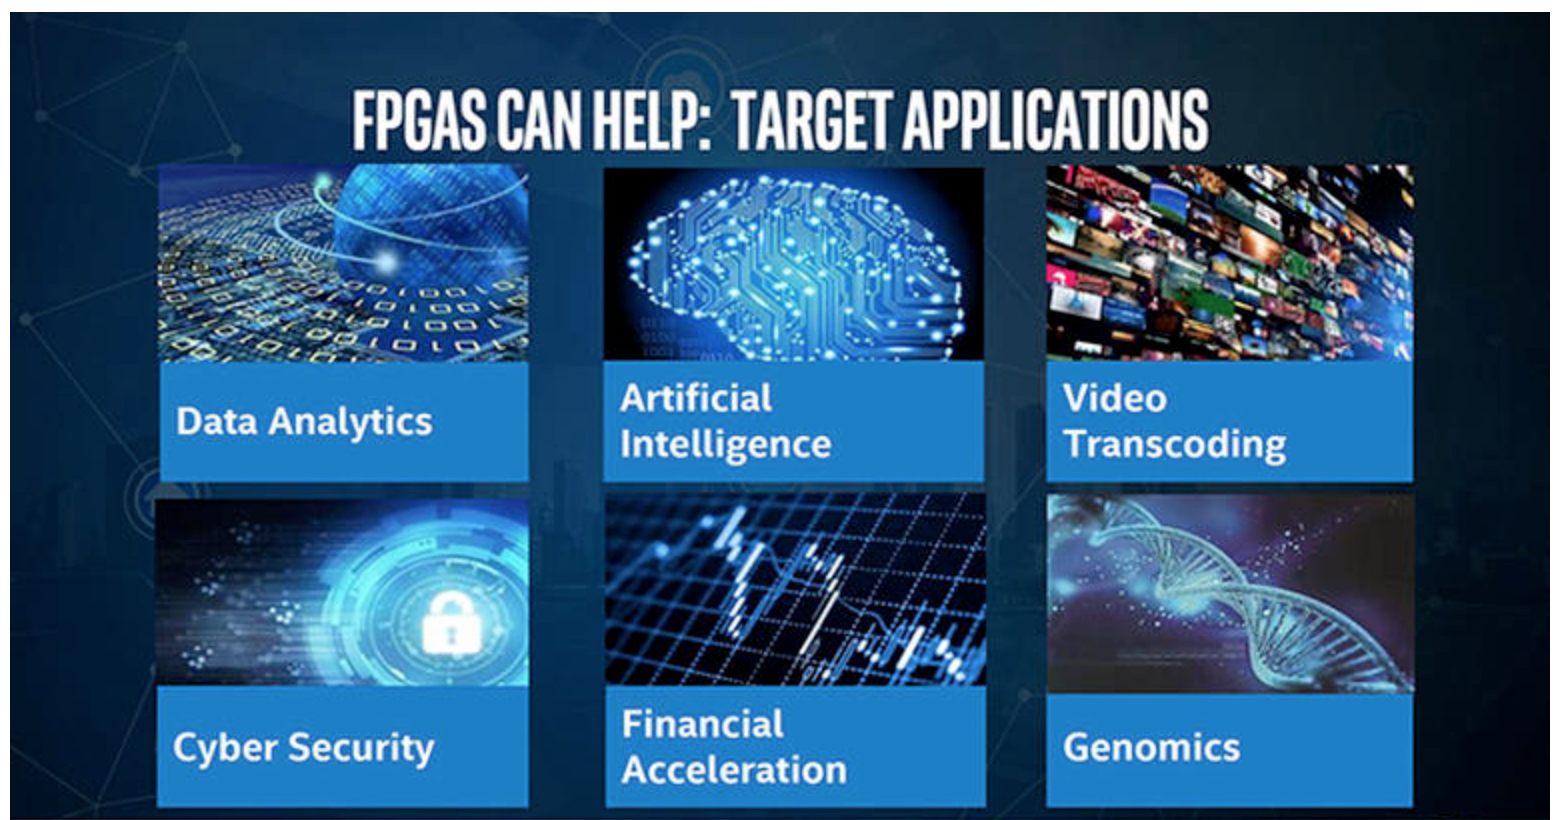 FPGAS CAN HELP: TARGET APPLICATIONS
Data Analytics
Artificial
Intelligence
Video
Transcoding
Cyber Security
Financial
Acceleration
Genomics